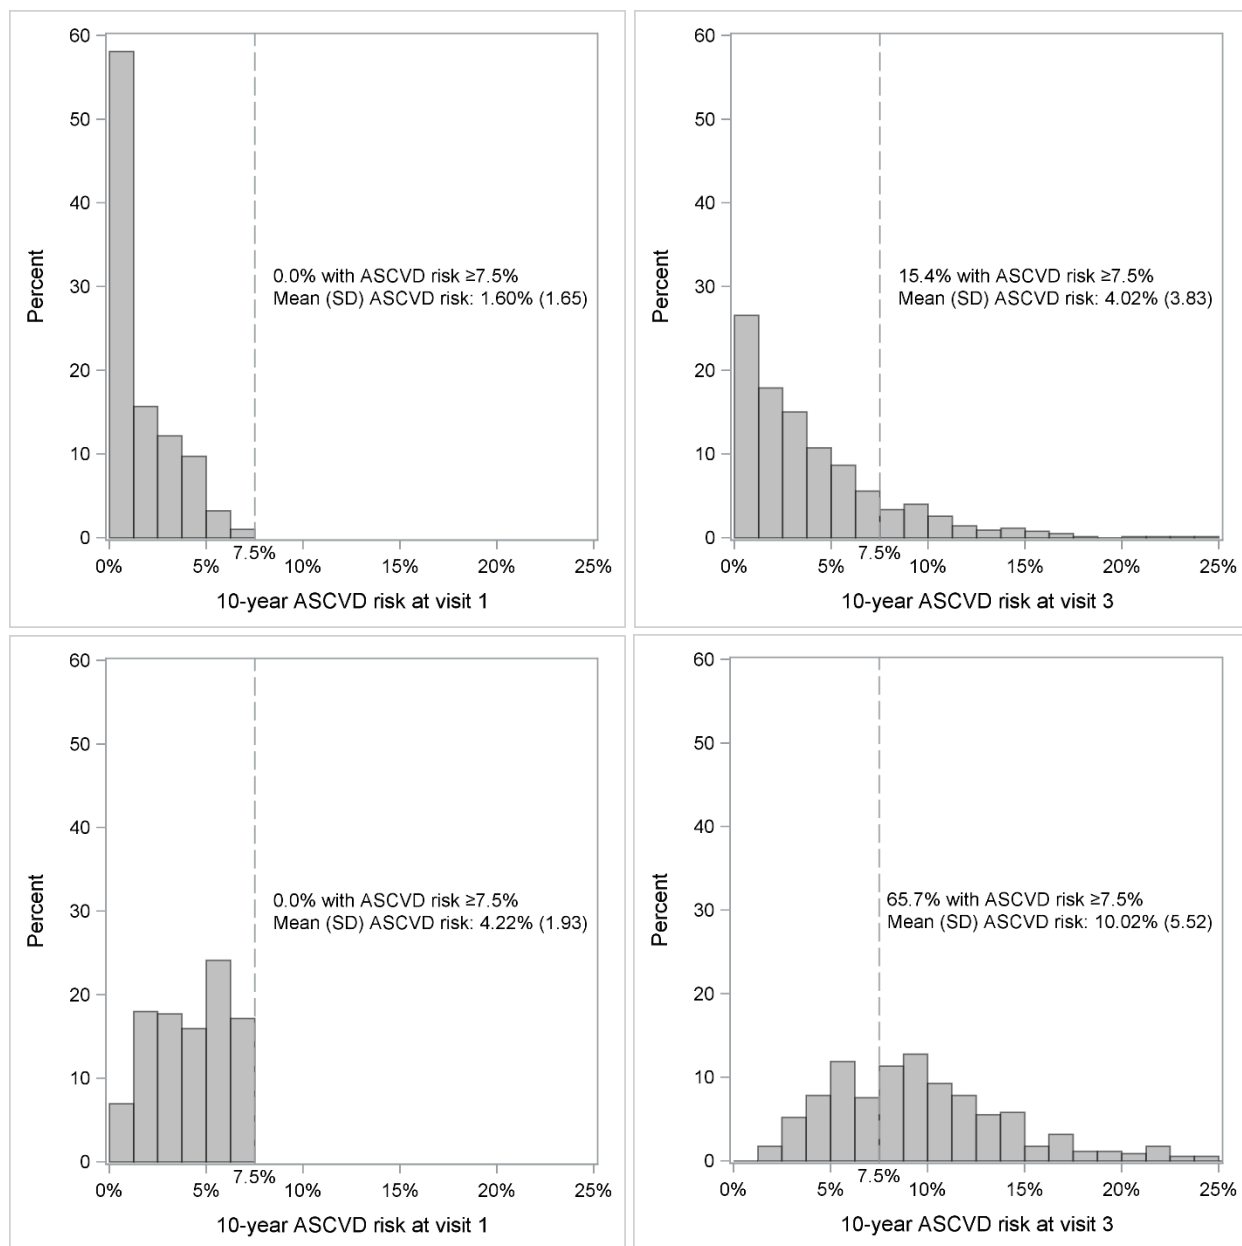 60
50
40
30
20
10
0
Percent
0.0% with ASCVD risk ≥7.5%
Mean (SD) ASCVD risk: 1.60% (1.65)
7.5%
0% 5% 10% 15% 20% 25%
10-year ASCVD risk at visit 1
60
50
40
30
20
10
0
Percent
15.4% with ASCVD risk ≥7.5%
Mean (SD) ASCVD risk: 4.02% (3.83)
7.5%
0% 5% 10% 15% 20% 25%
10-year ASCVD risk at visit 3
60
50
40
30
20
10
0
Percent
0.0% with ASCVD risk ≥7.5%
Mean (SD) ASCVD risk: 4.22% (1.93)
7.5%
0% 5% 10% 15% 20% 25%
10-year ASCVD risk at visit 1
60
50
40
30
20
10
0
Percent
65.7% with ASCVD risk ≥7.5%
Mean (SD) ASCVD risk: 10.02% (5.52)
7.5%
0% 5% 10% 15% 20% 25%
10-year ASCVD risk at visit 3